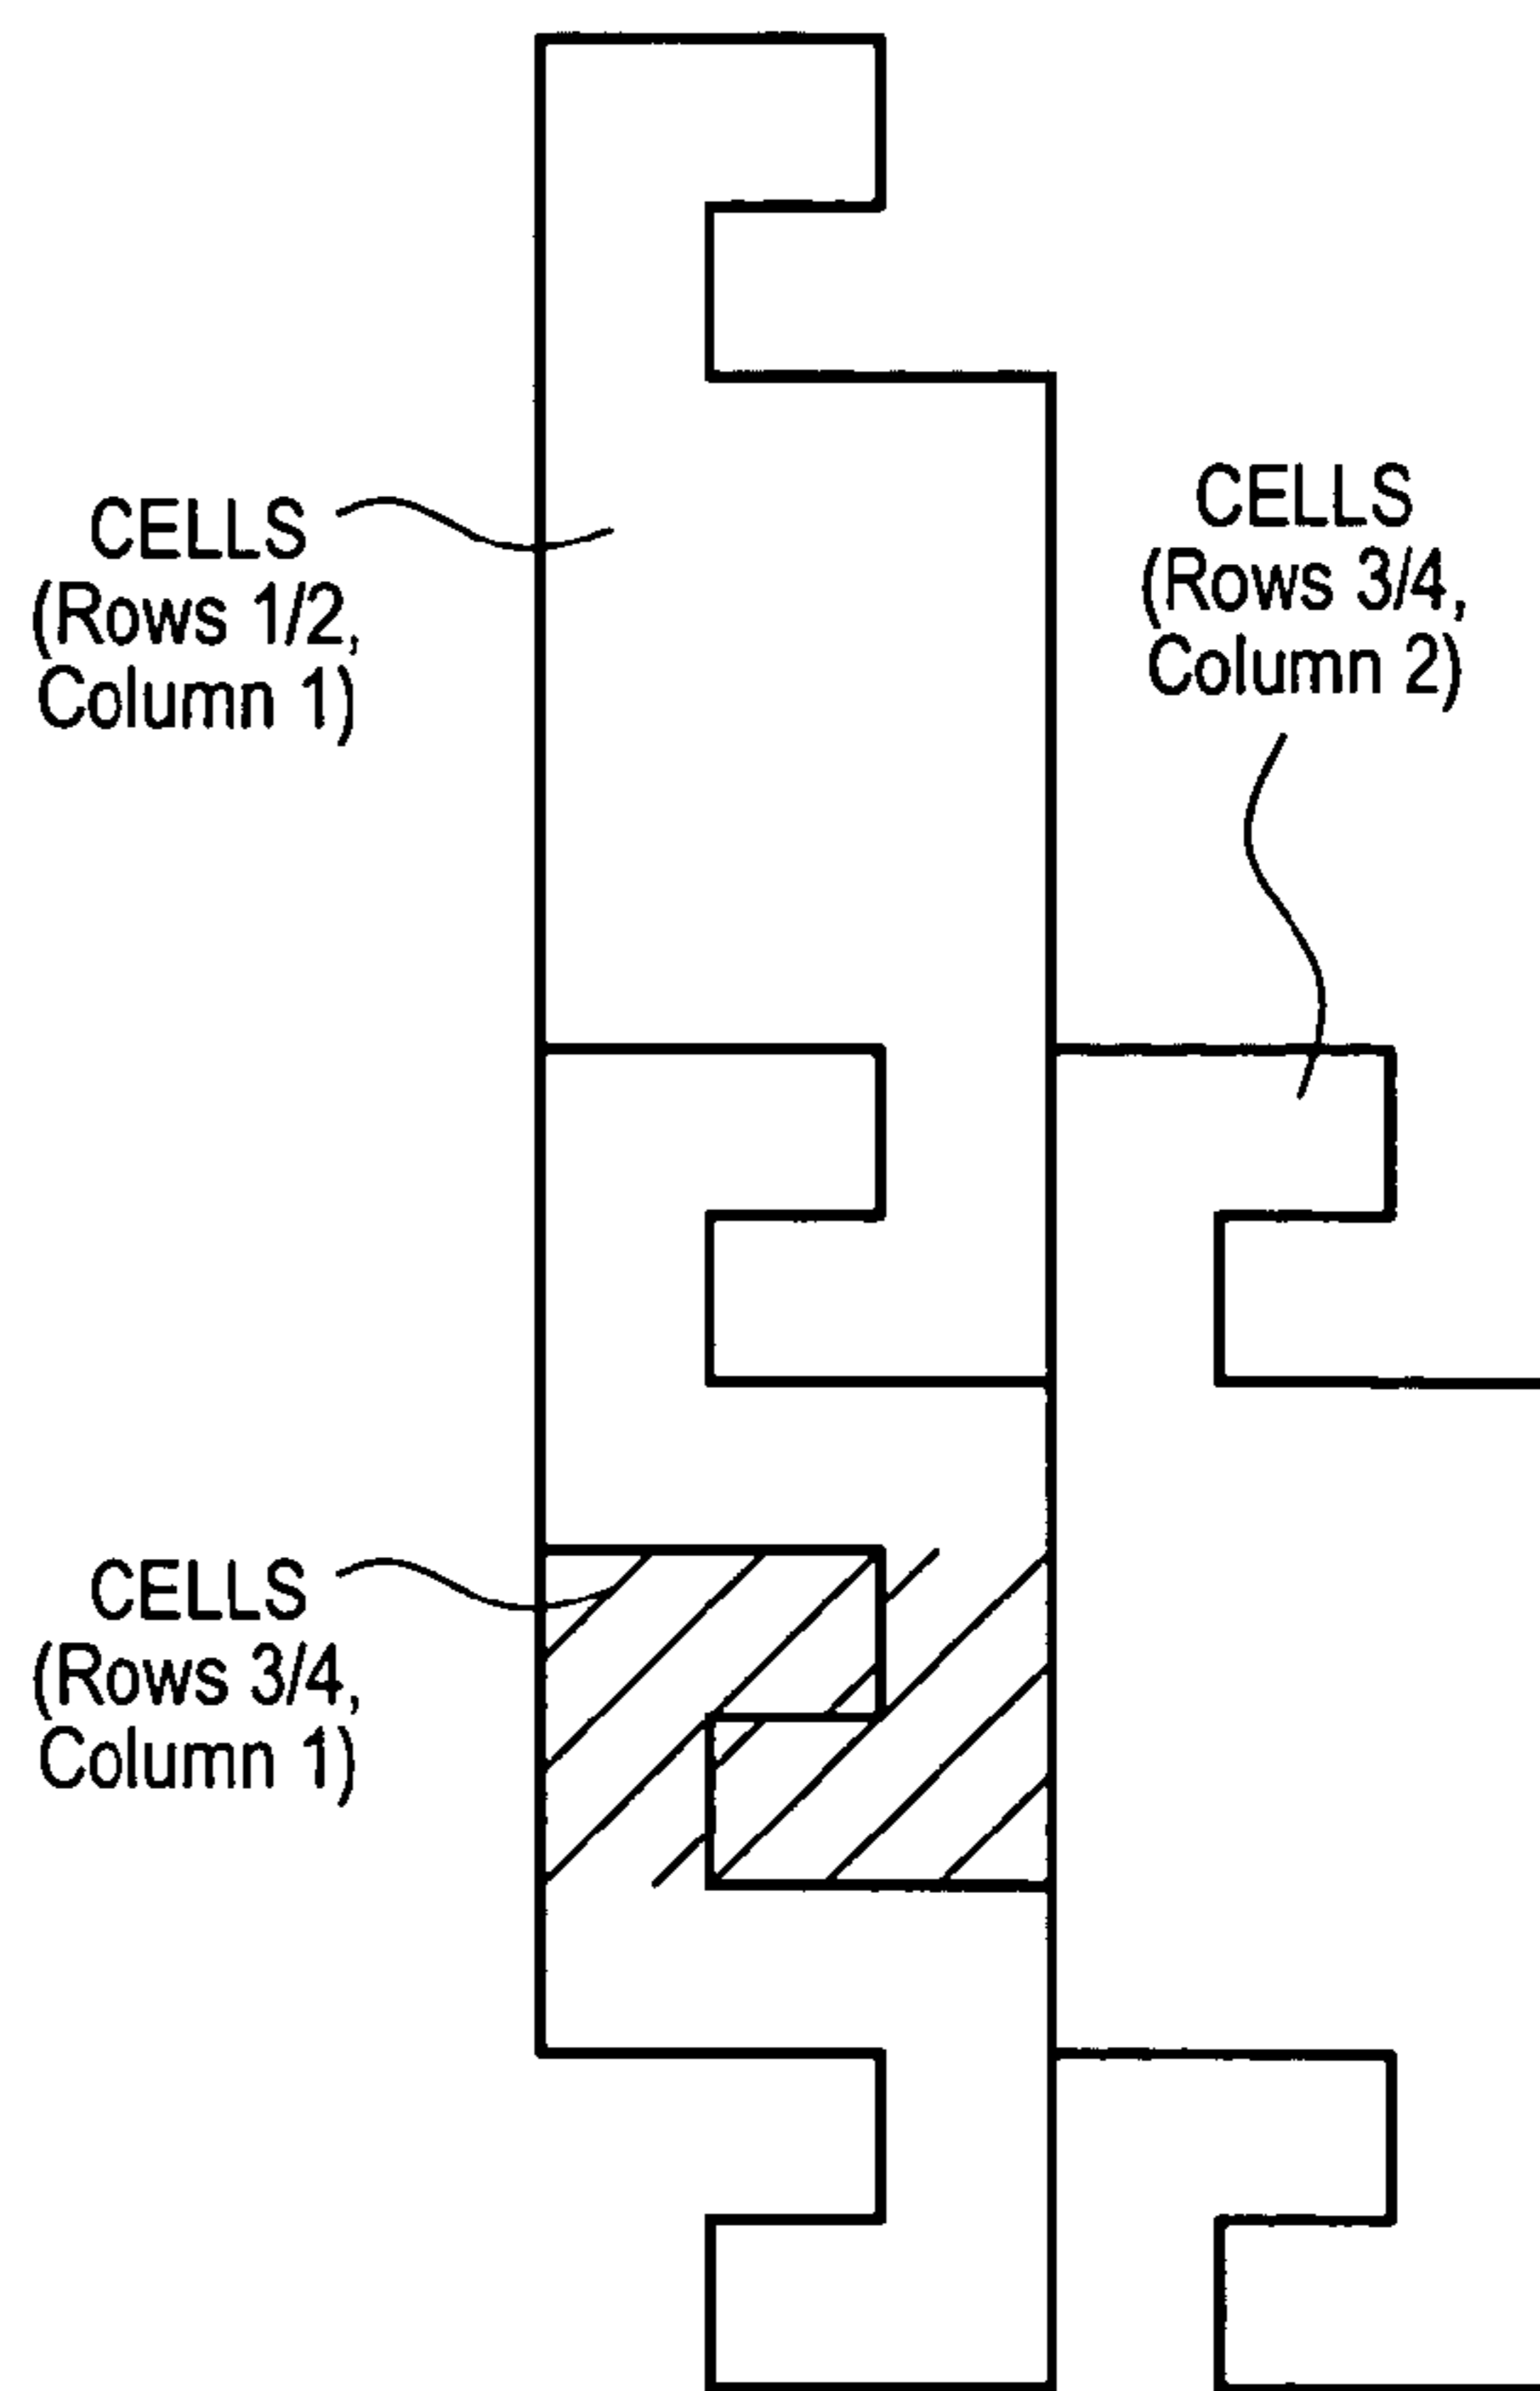 CELLS
(Rows 1/2,
Column 1)
CELLS
(Rows 3/4,
Column 2)
CELLS
(Rows 3/4,
Column 1)